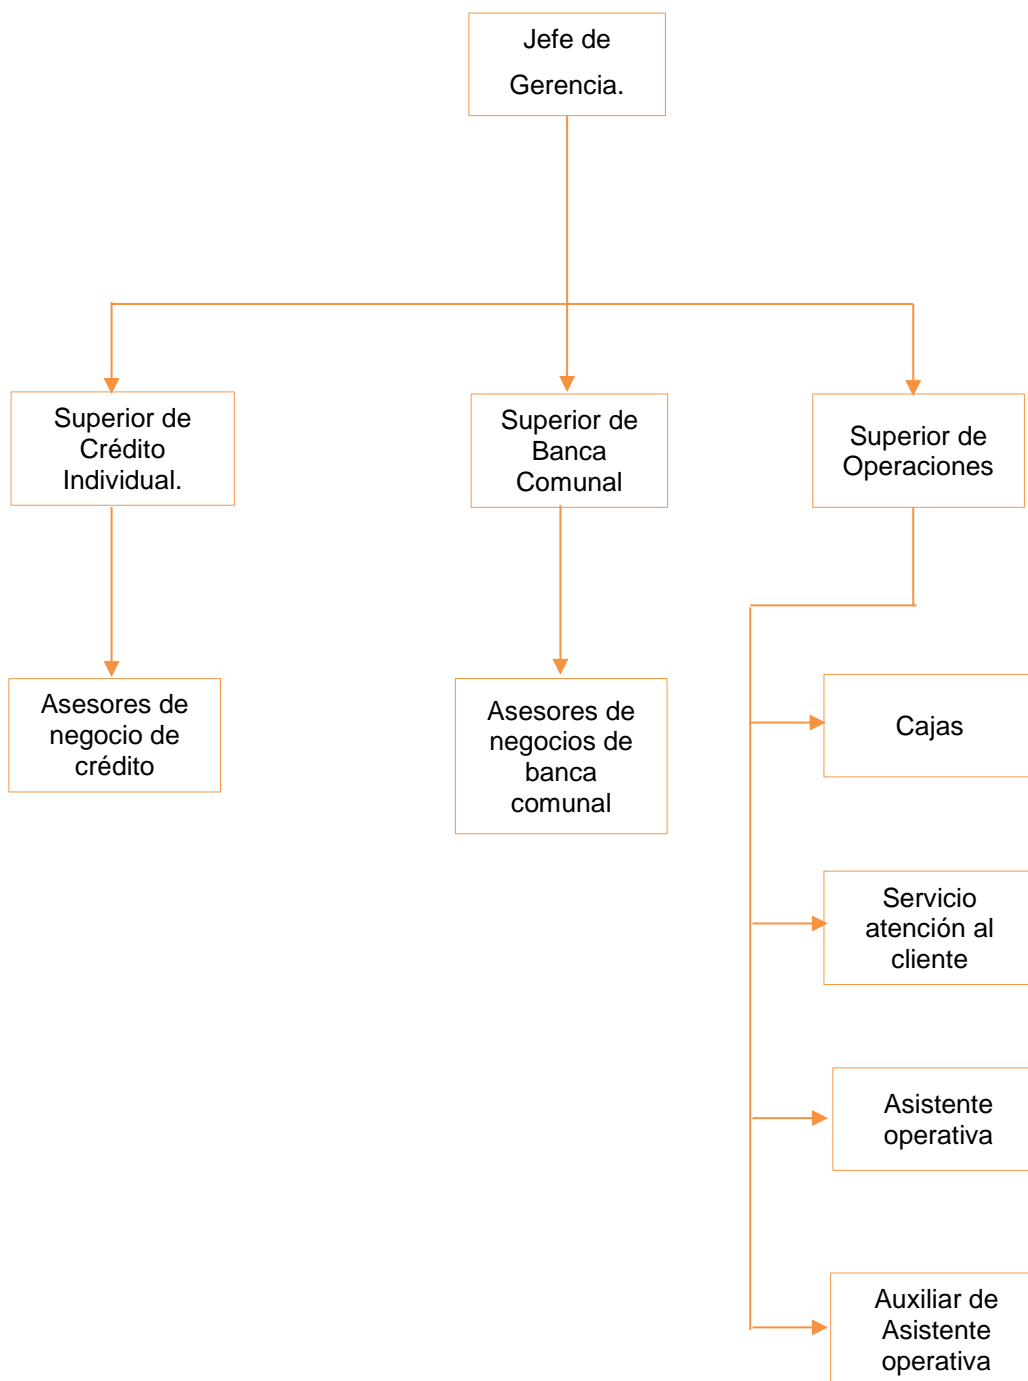 Jefe de
Gerencia.
Superior de
Crédito
Individual.
Superior de
Banca
Comunal
Superior de
Operaciones
Asesores de
negocio de
crédito
Asesores de
negocios de
banca
comunal
Cajas
Servicio
atención al
cliente
Asistente
operativa
Auxiliar de
Asistente
operativa